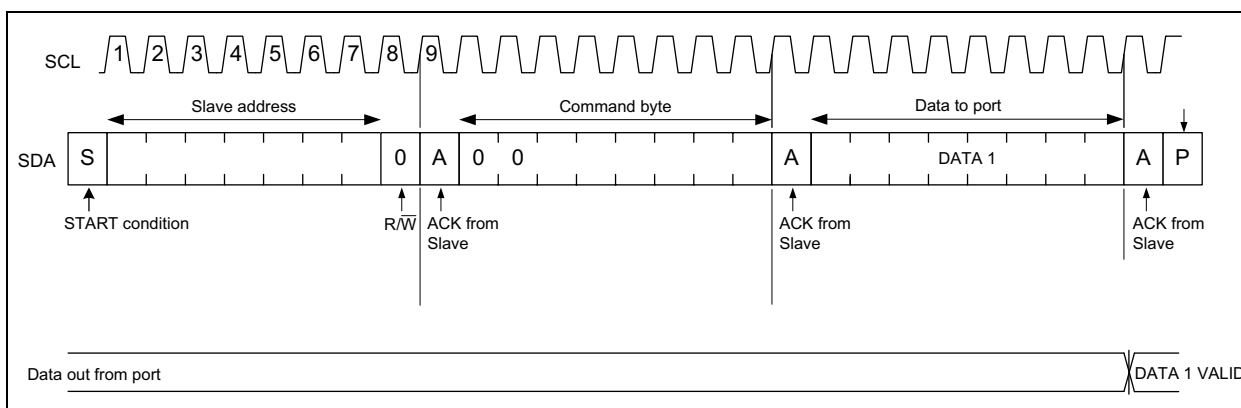 SCL 1 2 3 4 5 6 7 8 9
Slave address Command byte Data to port
SDA S 0 A 0 0 A DATA 1 A P
START condition R/W̅ ACK from Slave ACK from Slave ACK from Slave
Data out from port DATA 1 VALID